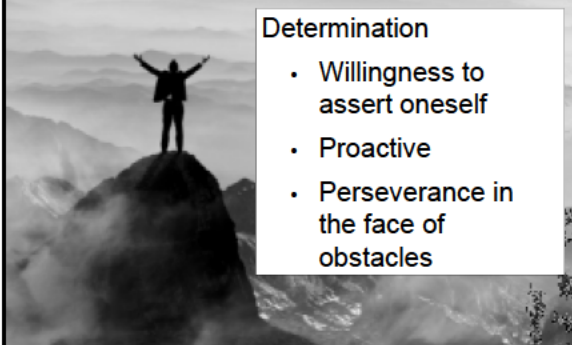 Determination
• Willingness to
assert oneself
• Proactive
• Perseverance in
the face of
obstacles